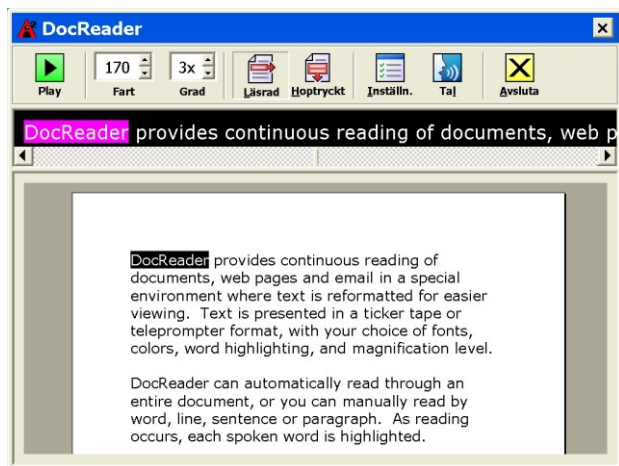 DocReader
170 3x
Play Fart Grad Läsrad Hoptryckt Inställn. Tal Avsluta
DocReader provides continuous reading of documents, web p
DocReader provides continuous reading of
documents, web pages and email in a special
environment where text is reformatted for easier
viewing.  Text is presented in a ticker tape or
teleprompter format, with your choice of fonts,
colors, word highlighting, and magnification level.
DocReader can automatically read through an
entire document, or you can manually read by
word, line, sentence or paragraph.  As reading
occurs, each spoken word is highlighted.